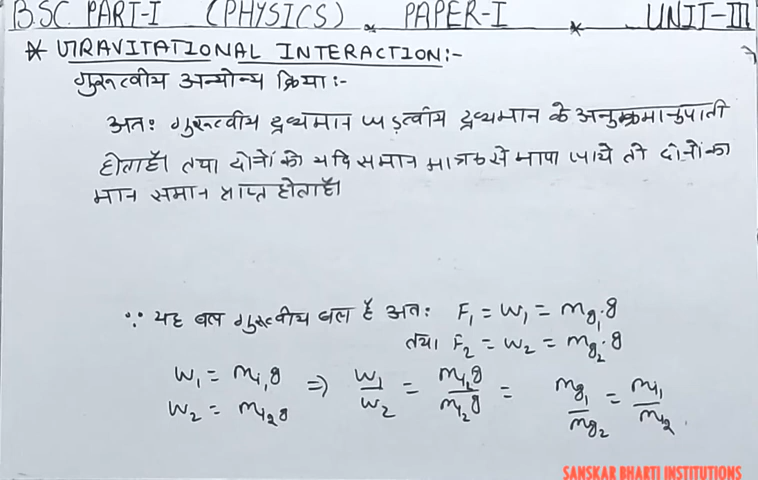 B.SC. PART-I (PHYSICS) * PAPER-I * UNIT-III
* GRAVITATIONAL INTERACTION:-
गुरुत्वीय अन्योन्य क्रिया:-
अतः गुरुत्वीय द्रव्यमान जड़त्वीय द्रव्यमान के अनुक्रमानुपाती
होता है। तथा दोनों को यदि समान मात्रक से मापा जाये तो दोनों का
मान समान प्राप्त होता है।
∵ यह बल गुरुत्वीय बल है अतः F₁ = W₁ = mg₁.g
तथा F₂ = W₂ = mg₂.g
W₁ = mi₁g ⇒ W₁/W₂ = mi₁g/mi₂g = mg₁/mg₂ = mi₁/mi₂
W₂ = mi₂g
SANSKAR BHARTI INSTITUTIONS